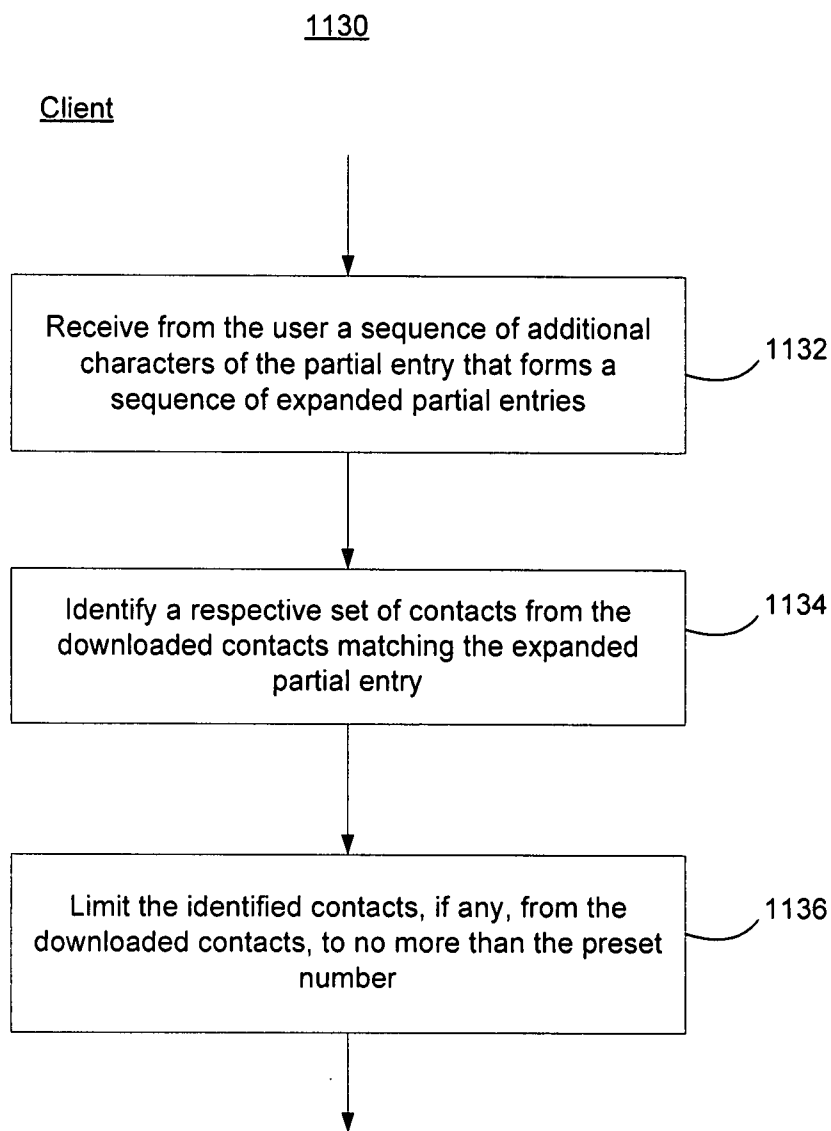 1130
Client
Receive from the user a sequence of additional
characters of the partial entry that forms a
sequence of expanded partial entries
1132
Identify a respective set of contacts from the
downloaded contacts matching the expanded
partial entry
1134
Limit the identified contacts, if any, from the
downloaded contacts, to no more than the preset
number
1136